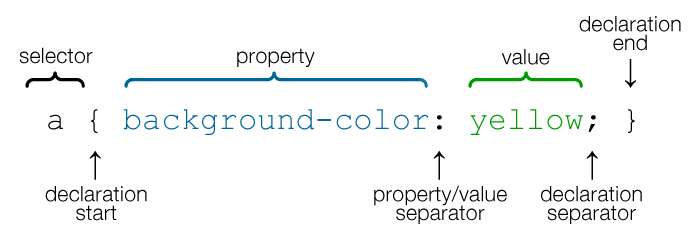 declaration
end
selector
property
value
a { background-color: yellow; }
declaration
start
property/value
separator
declaration
separator